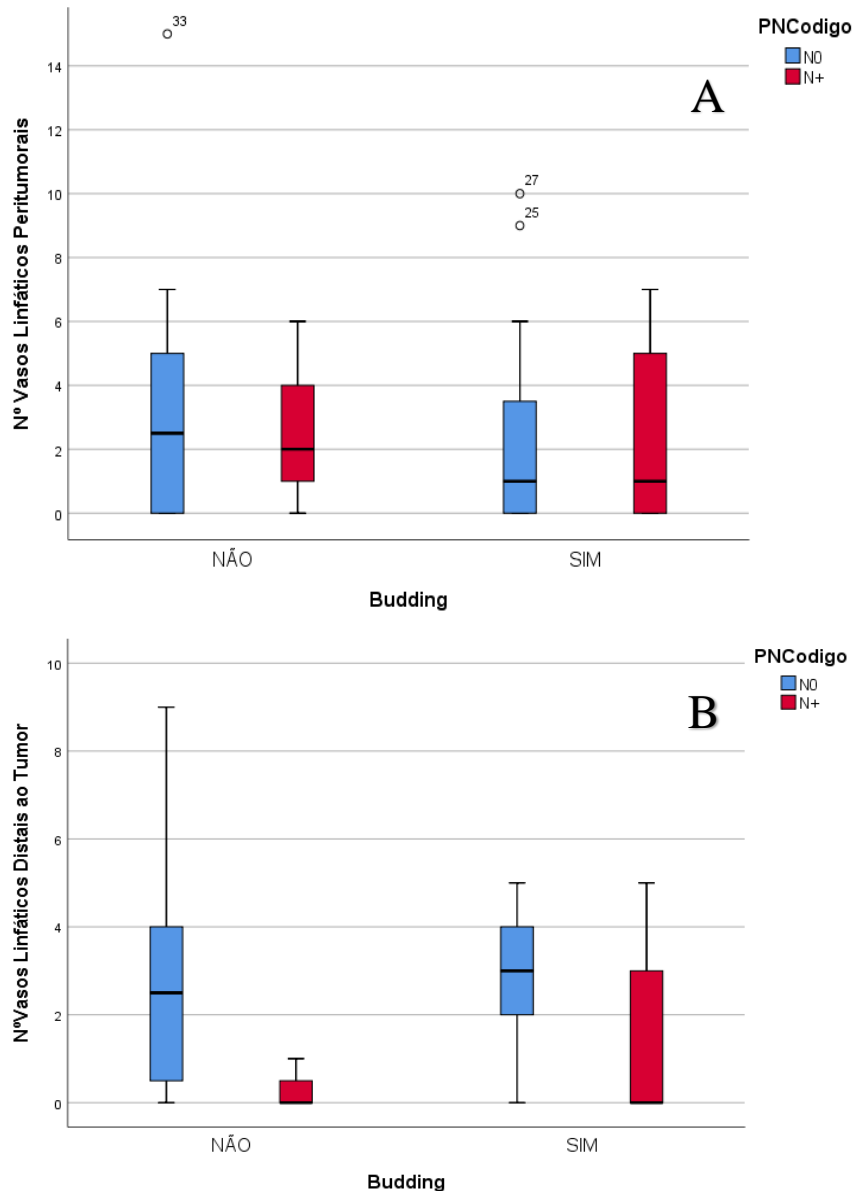 33
PNCodigo
N0
N+
A
14
12
10
8
6
4
2
0
27
25
Nº Vasos Linfáticos Peritumorais
NÃO
SIM
Budding
PNCodigo
N0
N+
B
10
8
6
4
2
0
NºVasos Linfáticos Distais ao Tumor
NÃO
SIM
Budding